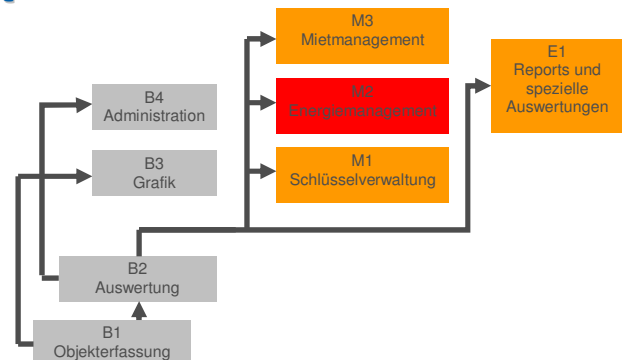 M3
Mietmanagement
E1
Reports und
spezielle
Auswertungen
B4
Administration
M2
Energiemanagement
B3
Grafik
M1
Schlüsselverwaltung
B2
Auswertung
B1
Objekterfassung